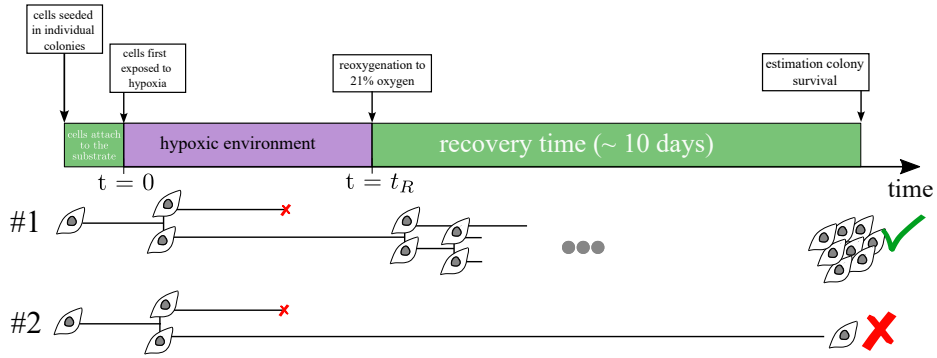 cells seeded
in individual
colonies
cells first
exposed to
hypoxia
reoxygenation to
21% oxygen
estimation colony
survival
cells attach
to the
substrate
hypoxic environment
recovery time (~ 10 days)
t = 0
t = t_R
time
#1
#2